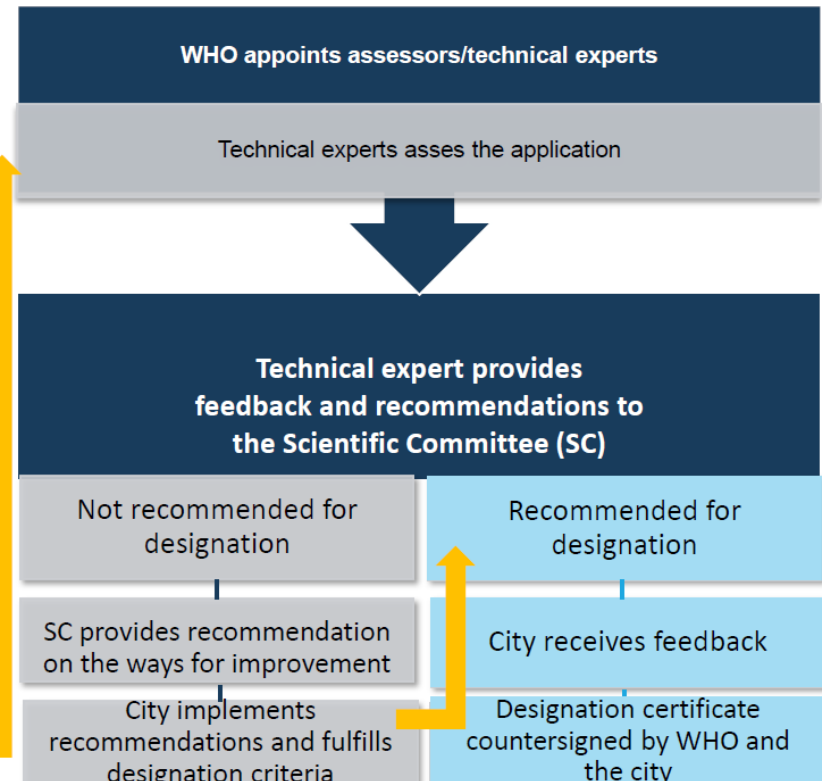 WHO appoints assessors/technical experts
Technical experts asses the application
Technical expert provides
feedback and recommendations to
the Scientific Committee (SC)
Not recommended for
designation
Recommended for
designation
SC provides recommendation
on the ways for improvement
City receives feedback
City implements
recommendations and fulfills
designation criteria
Designation certificate
countersigned by WHO and
the city